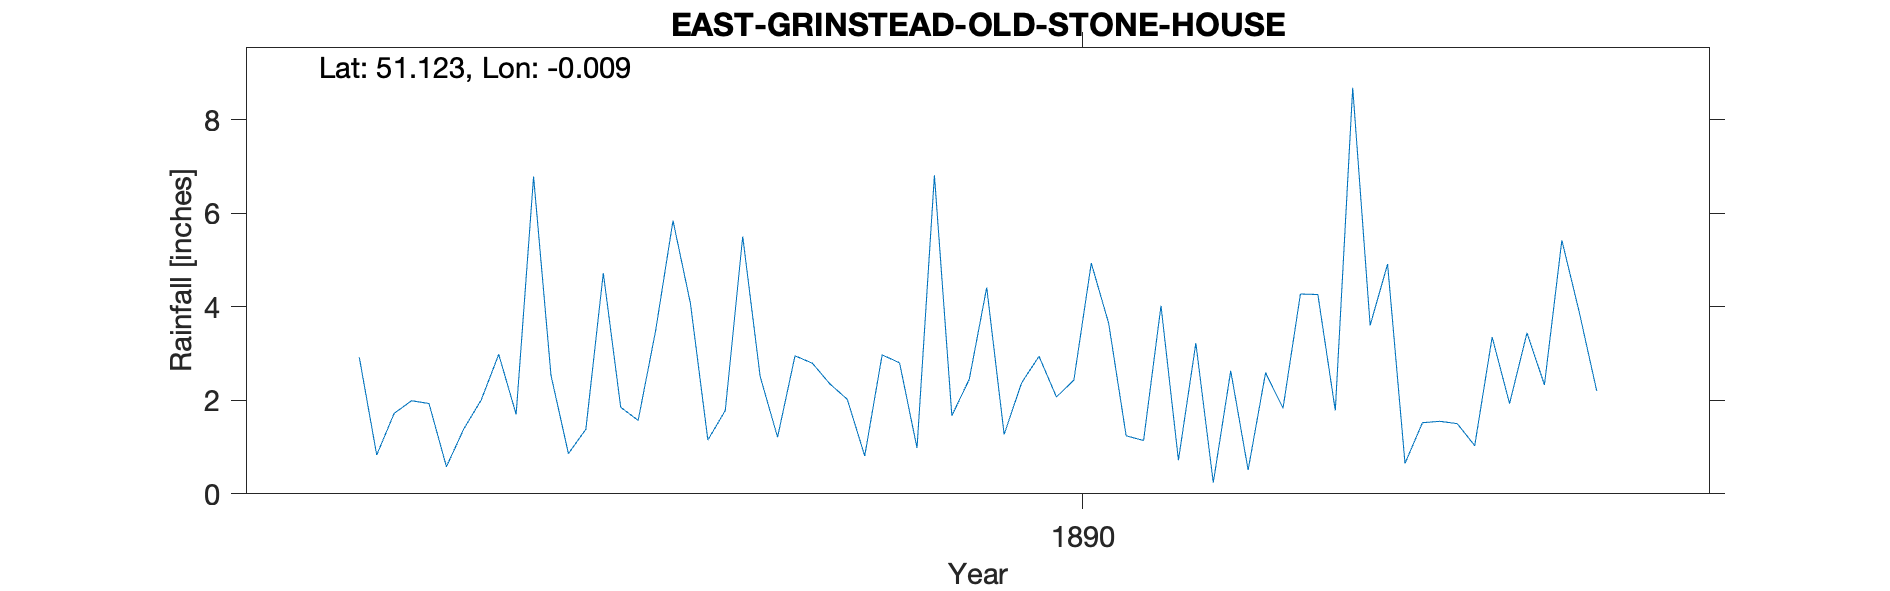 EAST-GRINSTEAD-OLD-STONE-HOUSE
Lat: 51.123, Lon: -0.009
8
6
4
2
0
Rainfall [inches]
1890
Year